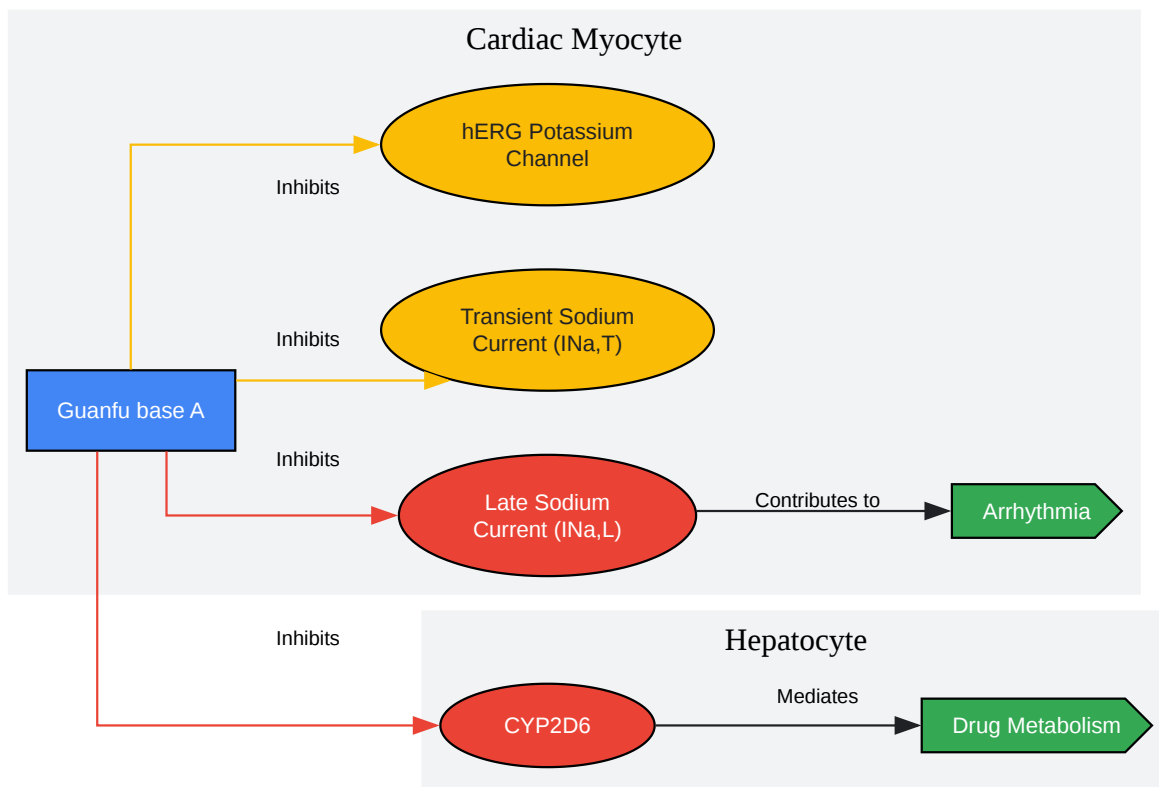 Cardiac Myocyte
hERG Potassium
Channel
Inhibits
Transient Sodium
Current (INa,T)
Inhibits
Guanfu base A
Inhibits
Late Sodium
Current (INa,L)
Contributes to
Arrhythmia
Inhibits
Hepatocyte
CYP2D6
Mediates
Drug Metabolism